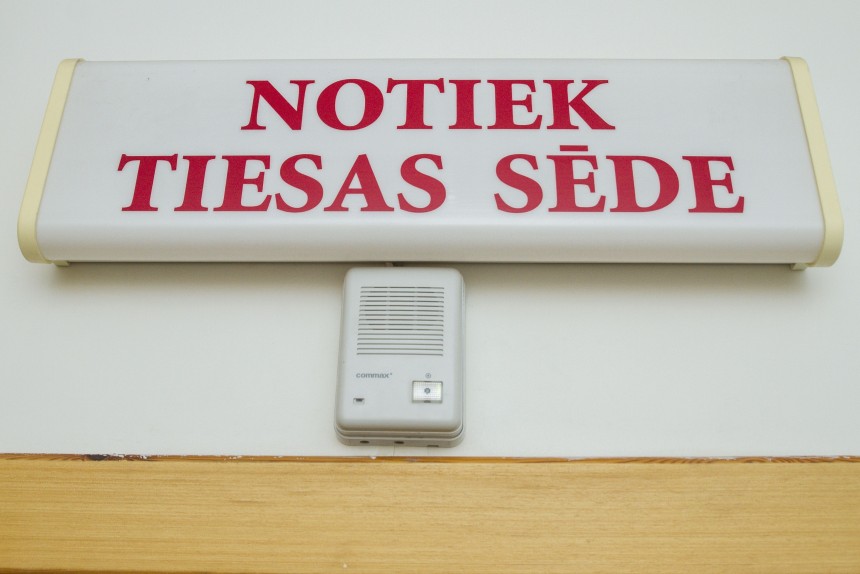 NOTIEK
TIESAS SĒDE
commax